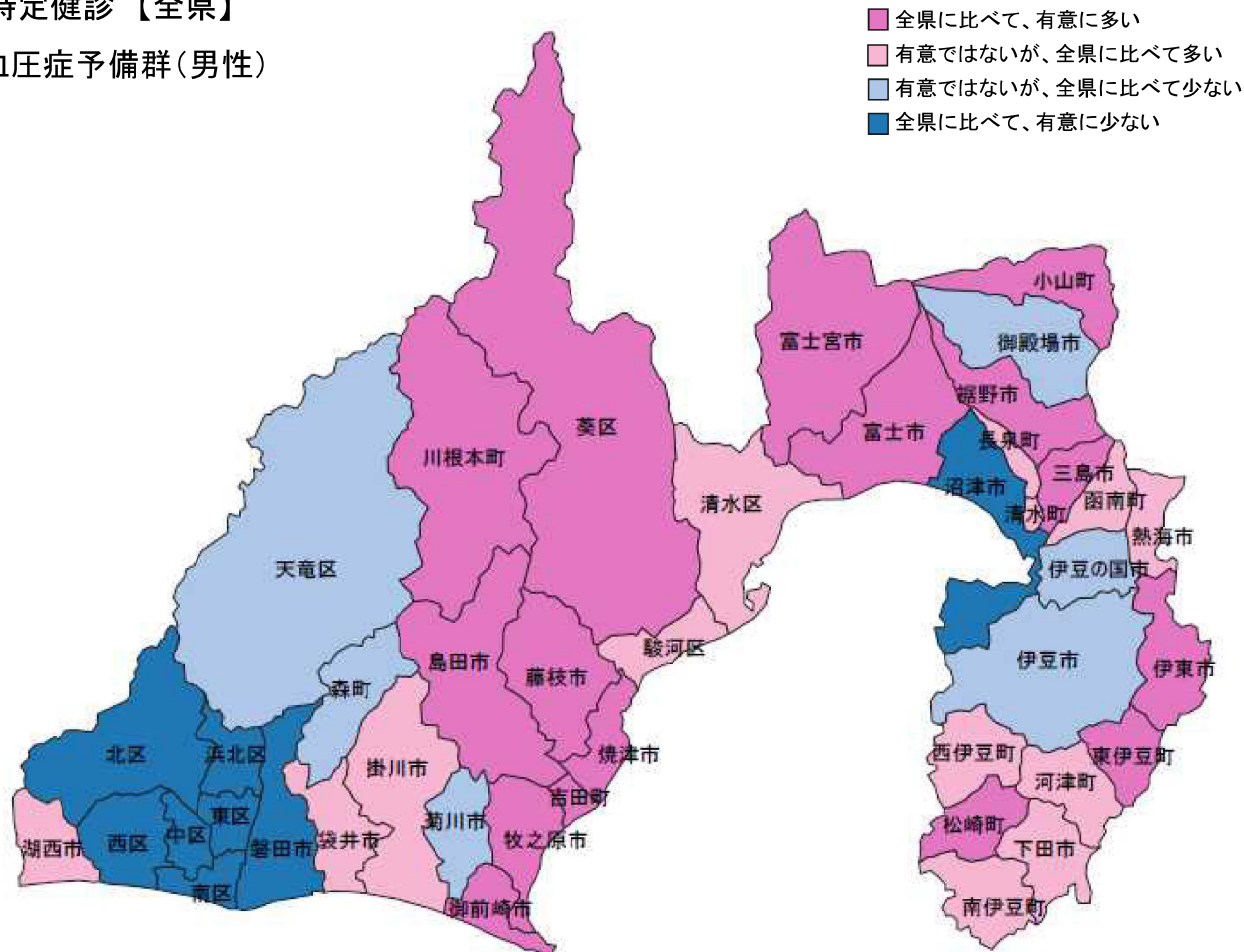 特定健診 【全県】
血圧症予備群(男性)
全県に比べて、有意に多い
有意ではないが、全県に比べて多い
有意ではないが、全県に比べて少ない
全県に比べて、有意に少ない
小山町
御殿場市
富士宮市
裾野市
富士市
長泉町
葵区
川根本町
三島市
沼津市
函南町
清水区
清水町
熱海市
天竜区
伊豆の国市
駿河区
島田市
伊豆市
伊東市
藤枝市
森町
北区
浜北区
焼津市
西伊豆町
東伊豆町
掛川市
河津町
吉田町
東区
菊川市
松崎町
中区
西区
湖西市
磐田市
袋井市
牧之原市
下田市
南区
御前崎市
南伊豆町